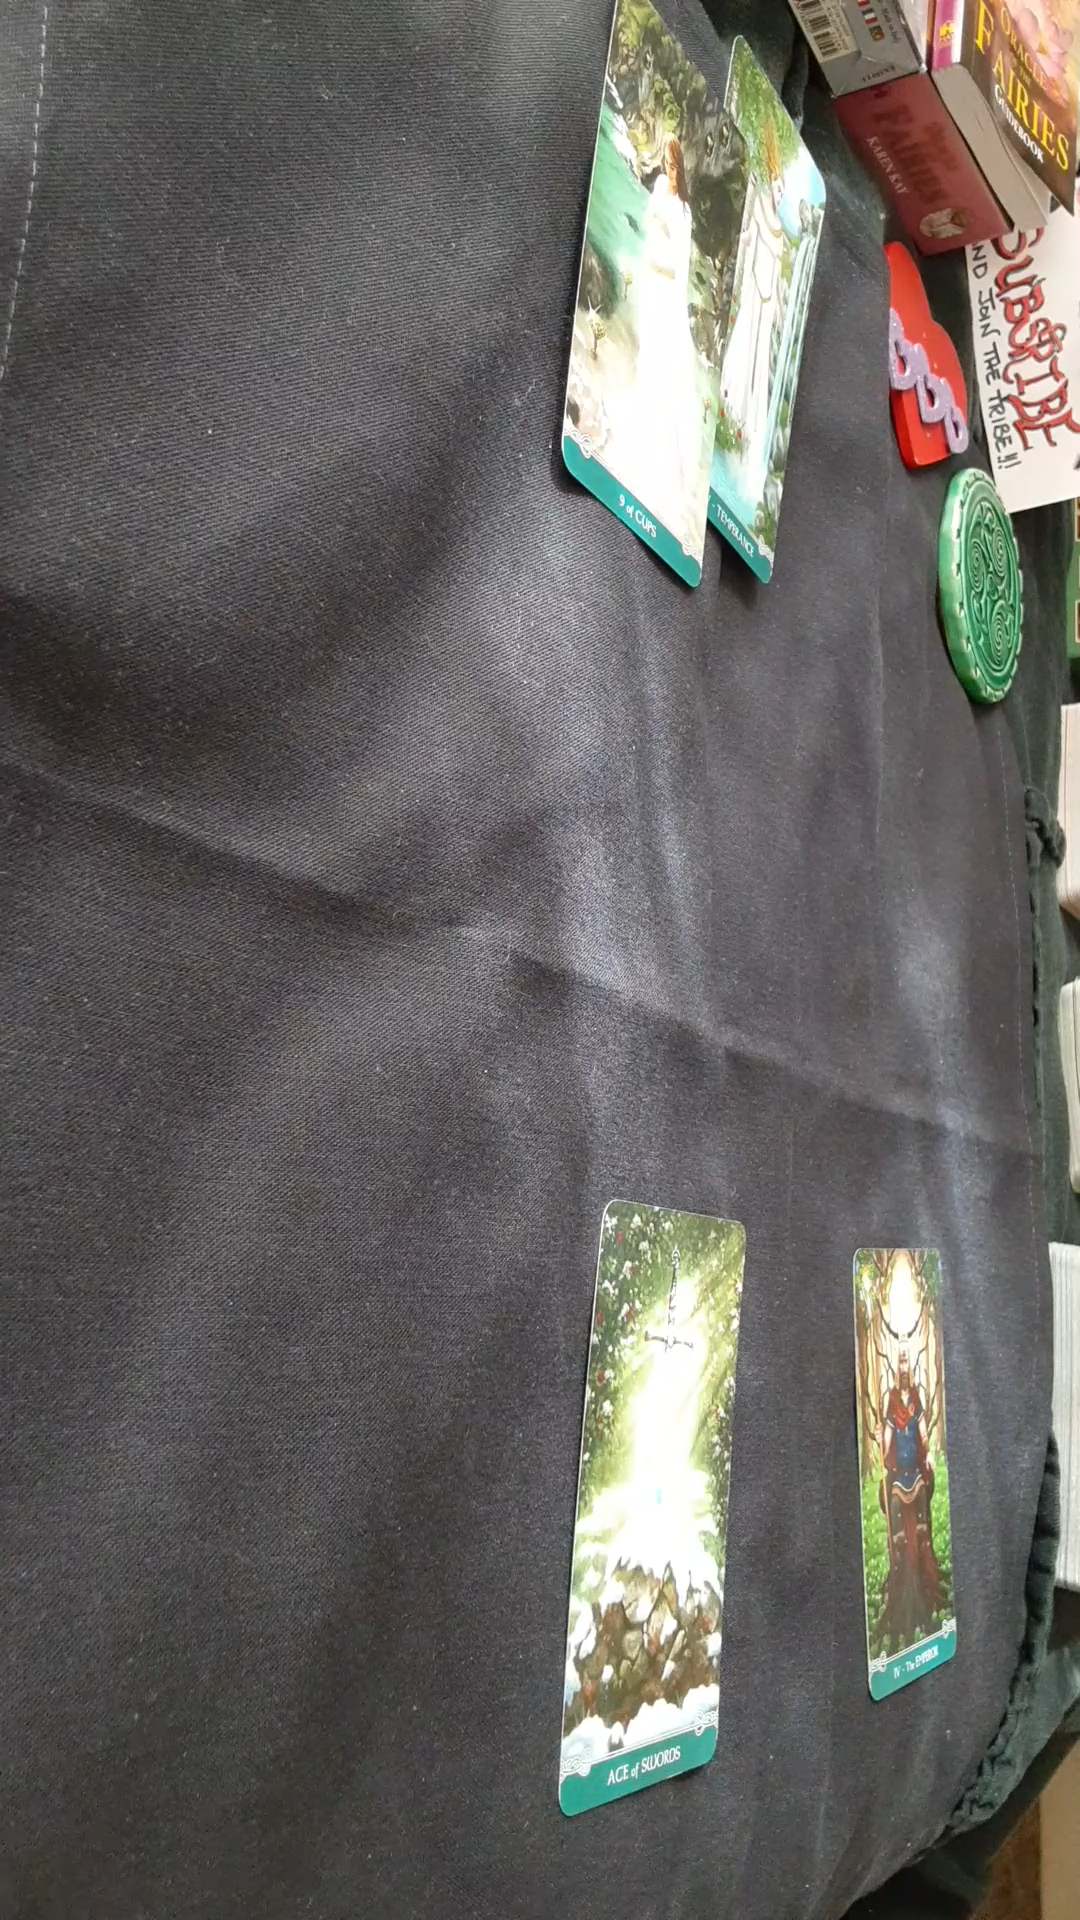 ORACLE
FAIRIES
GUIDEBOOK
FAIRIES
KAREN KAY
SUBSCRIBE
AND JOIN THE TRIBE!!!
9 of CUPS
- TEMPERANCE
ACE of SWORDS
IV - The EMPEROR